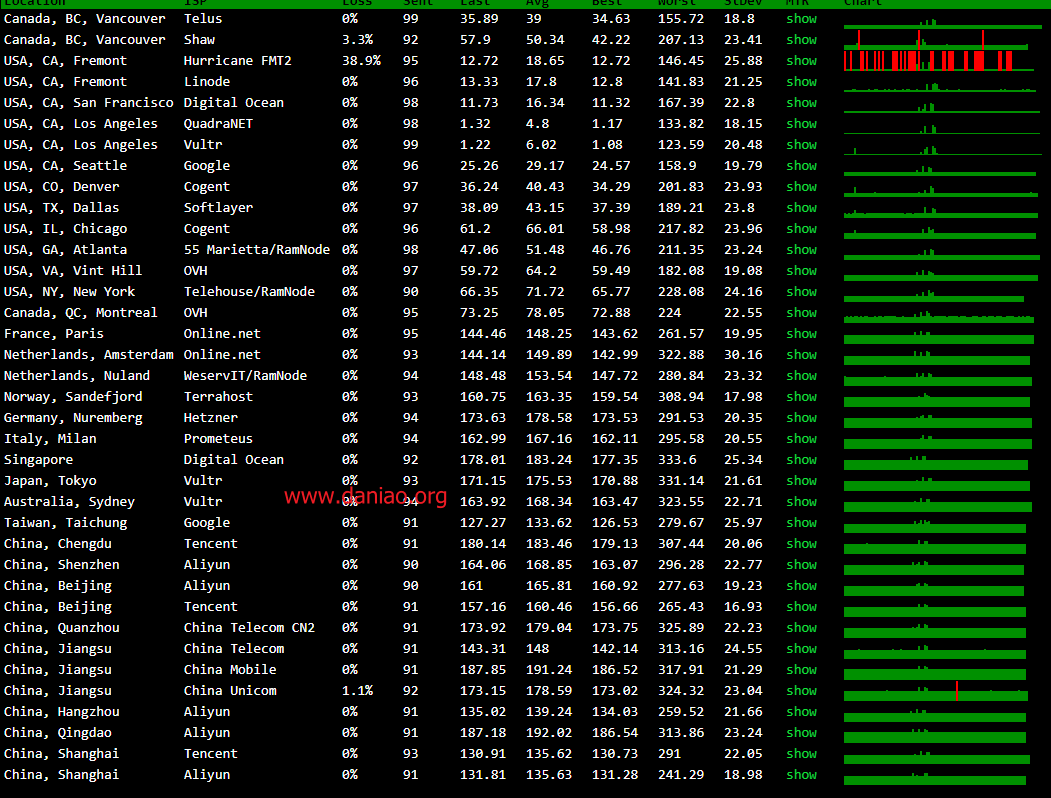 Location ISP Loss Sent Last Avg Best Worst StDev MTR Chart
Canada, BC, Vancouver Telus 0% 99 35.89 39 34.63 155.72 18.8 show
Canada, BC, Vancouver Shaw 3.3% 92 57.9 50.34 42.22 207.13 23.41 show
USA, CA, Fremont Hurricane FMT2 38.9% 95 12.72 18.65 12.72 146.45 25.88 show
USA, CA, Fremont Linode 0% 96 13.33 17.8 12.8 141.83 21.25 show
USA, CA, San Francisco Digital Ocean 0% 98 11.73 16.34 11.32 167.39 22.8 show
USA, CA, Los Angeles QuadraNET 0% 98 1.32 4.8 1.17 133.82 18.15 show
USA, CA, Los Angeles Vultr 0% 99 1.22 6.02 1.08 123.59 20.48 show
USA, CA, Seattle Google 0% 96 25.26 29.17 24.57 158.9 19.79 show
USA, CO, Denver Cogent 0% 97 36.24 40.43 34.29 201.83 23.93 show
USA, TX, Dallas Softlayer 0% 97 38.09 43.15 37.39 189.21 23.8 show
USA, IL, Chicago Cogent 0% 96 61.2 66.01 58.98 217.82 23.96 show
USA, GA, Atlanta 55 Marietta/RamNode 0% 98 47.06 51.48 46.76 211.35 23.24 show
USA, VA, Vint Hill OVH 0% 97 59.72 64.2 59.49 182.08 19.08 show
USA, NY, New York Telehouse/RamNode 0% 90 66.35 71.72 65.77 228.08 24.16 show
Canada, QC, Montreal OVH 0% 95 73.25 78.05 72.88 224 22.55 show
France, Paris Online.net 0% 95 144.46 148.25 143.62 261.57 19.95 show
Netherlands, Amsterdam Online.net 0% 93 144.14 149.89 142.99 322.88 30.16 show
Netherlands, Nuland WeservIT/RamNode 0% 94 148.48 153.54 147.72 280.84 23.32 show
Norway, Sandefjord Terrahost 0% 93 160.75 163.35 159.54 308.94 17.98 show
Germany, Nuremberg Hetzner 0% 94 173.63 178.58 173.53 291.53 20.35 show
Italy, Milan Prometeus 0% 94 162.99 167.16 162.11 295.58 20.55 show
Singapore Digital Ocean 0% 92 178.01 183.24 177.35 333.6 25.34 show
Japan, Tokyo Vultr 0% 93 171.15 175.53 170.88 331.14 21.61 show
www.daniao.org
Australia, Sydney Vultr 0% 94 163.92 168.34 163.47 323.55 22.71 show
Taiwan, Taichung Google 0% 91 127.27 133.62 126.53 279.67 25.97 show
China, Chengdu Tencent 0% 91 180.14 183.46 179.13 307.44 20.06 show
China, Shenzhen Aliyun 0% 90 164.06 168.85 163.07 296.28 22.77 show
China, Beijing Aliyun 0% 90 161 165.81 160.92 277.63 19.23 show
China, Beijing Tencent 0% 91 157.16 160.46 156.66 265.43 16.93 show
China, Quanzhou China Telecom CN2 0% 91 173.92 179.04 173.75 325.89 22.23 show
China, Jiangsu China Telecom 0% 91 143.31 148 142.14 313.16 24.55 show
China, Jiangsu China Mobile 0% 91 187.85 191.24 186.52 317.91 21.29 show
China, Jiangsu China Unicom 1.1% 92 173.15 178.59 173.02 324.32 23.04 show
China, Hangzhou Aliyun 0% 91 135.02 139.24 134.03 259.52 21.66 show
China, Qingdao Aliyun 0% 91 187.18 192.02 186.54 313.86 23.24 show
China, Shanghai Tencent 0% 93 130.91 135.62 130.73 291 22.05 show
China, Shanghai Aliyun 0% 91 131.81 135.63 131.28 241.29 18.98 show